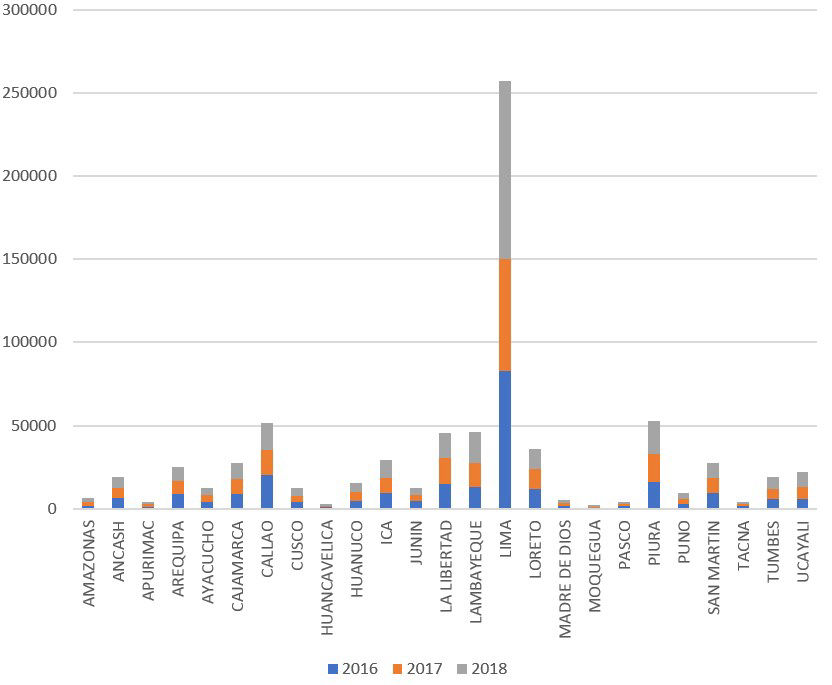 300000
250000
200000
150000
100000
50000
0
AMAZONAS
ANCASH
APURIMAC
AREQUIPA
AYACUCHO
CAJAMARCA
CALLAO
CUSCO
HUANCAVELICA
HUANUCO
ICA
JUNIN
LA LIBERTAD
LAMBAYEQUE
LIMA
LORETO
MADRE DE DIOS
MOQUEGUA
PASCO
PIURA
PUNO
SAN MARTIN
TACNA
TUMBES
UCAYALI
2016 2017 2018